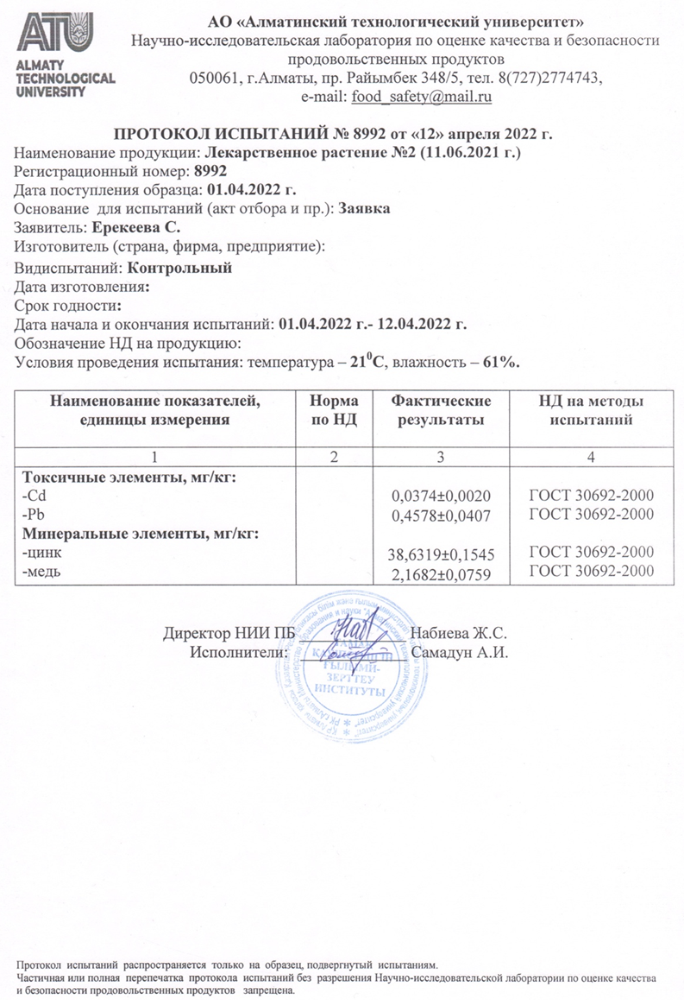 ATU
ALMATY
TECHNOLOGICAL
UNIVERSITY
АО «Алматинский технологический университет»
Научно-исследовательская лаборатория по оценке качества и безопасности
продовольственных продуктов
050061, г.Алматы, пр. Райымбек 348/5, тел. 8(727)2774743,
e-mail: food_safety@mail.ru
ПРОТОКОЛ ИСПЫТАНИЙ № 8992 от «12» апреля 2022 г.
Наименование продукции: Лекарственное растение №2 (11.06.2021 г.)
Регистрационный номер: 8992
Дата поступления образца: 01.04.2022 г.
Основание для испытаний (акт отбора и пр.): Заявка
Заявитель: Ерекеева С.
Изготовитель (страна, фирма, предприятие):
Видиспытаний: Контрольный
Дата изготовления:
Срок годности:
Дата начала и окончания испытаний: 01.04.2022 г.- 12.04.2022 г.
Обозначение НД на продукцию:
Условия проведения испытания: температура – 21⁰С, влажность – 61%.
Наименование показателей, единицы измерения | Норма по НД | Фактические результаты | НД на методы испытаний
1 2 3 4
Токсичные элементы, мг/кг:
-Cd 0,0374±0,0020 ГОСТ 30692-2000
-Pb 0,4578±0,0407 ГОСТ 30692-2000
Минеральные элементы, мг/кг:
-цинк 38,6319±0,1545 ГОСТ 30692-2000
-медь 2,1682±0,0759 ГОСТ 30692-2000
Директор НИИ ПБ Набиева Ж.С.
Исполнители: Самадун А.И.
ҒЫЛЫМИ-
ЗЕРТТЕУ
ИНСТИТУТЫ
Протокол испытаний распространяется только на образец, подвергнутый испытаниям.
Частичная или полная перепечатка протокола испытаний без разрешения Научно-исследовательской лаборатории по оценке качества
и безопасности продовольственных продуктов запрещена.